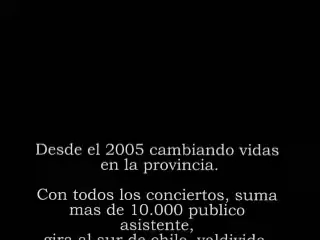 Desde el 2005 cambiando vidas
en la provincia.
Con todos los conciertos, suma
mas de 10.000 publico
asistente,
gira al sur de chile, valdivida,